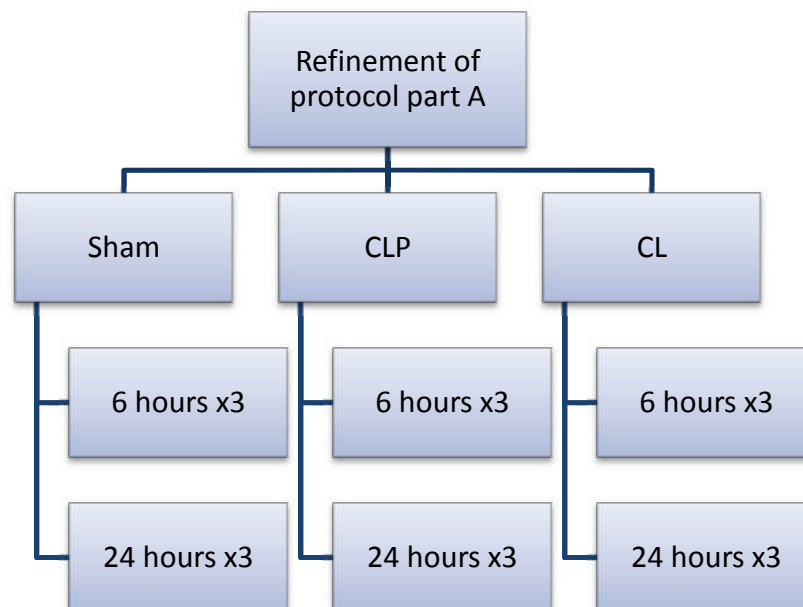 Refinement of
protocol part A
Sham
CLP
CL
6 hours x3
6 hours x3
6 hours x3
24 hours x3
24 hours x3
24 hours x3